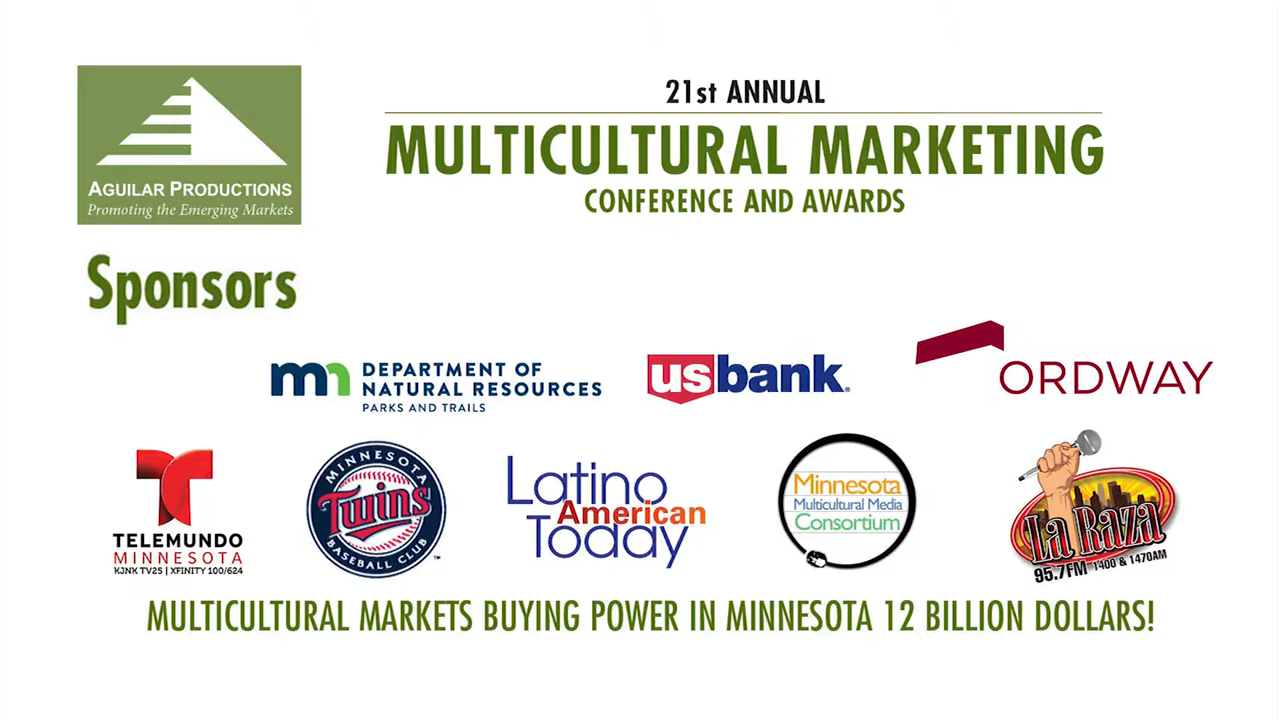 21st ANNUAL
MULTICULTURAL MARKETING
CONFERENCE AND AWARDS
AGUILAR PRODUCTIONS
Promoting the Emerging Markets
Sponsors
mn DEPARTMENT OF
NATURAL RESOURCES
PARKS AND TRAILS
usbank
ORDWAY
TELEMUNDO
MINNESOTA
KJNK TV25 | XFINITY 100/624
MINNESOTA
Twins
BASEBALL CLUB
TM
Latino
American
Today
Minnesota
Multicultural Media
Consortium
La Raza
95.7FM 1400 & 1470AM
MULTICULTURAL MARKETS BUYING POWER IN MINNESOTA 12 BILLION DOLLARS!